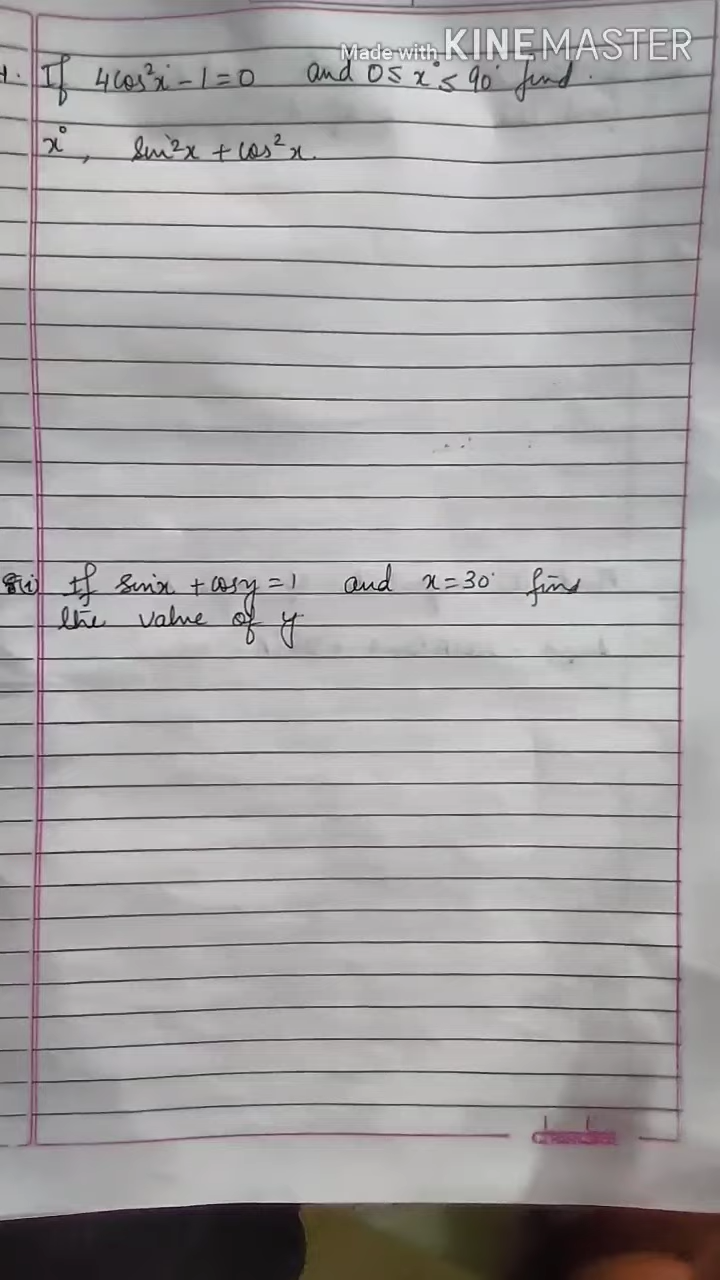 Made with KINEMASTER
1. If 4cos²x° - 1 = 0 and 0 ≤ x° ≤ 90° find.
x°, sin²x + cos²x.
(i) If sinx + cosy = 1 and x = 30° find
the value of y